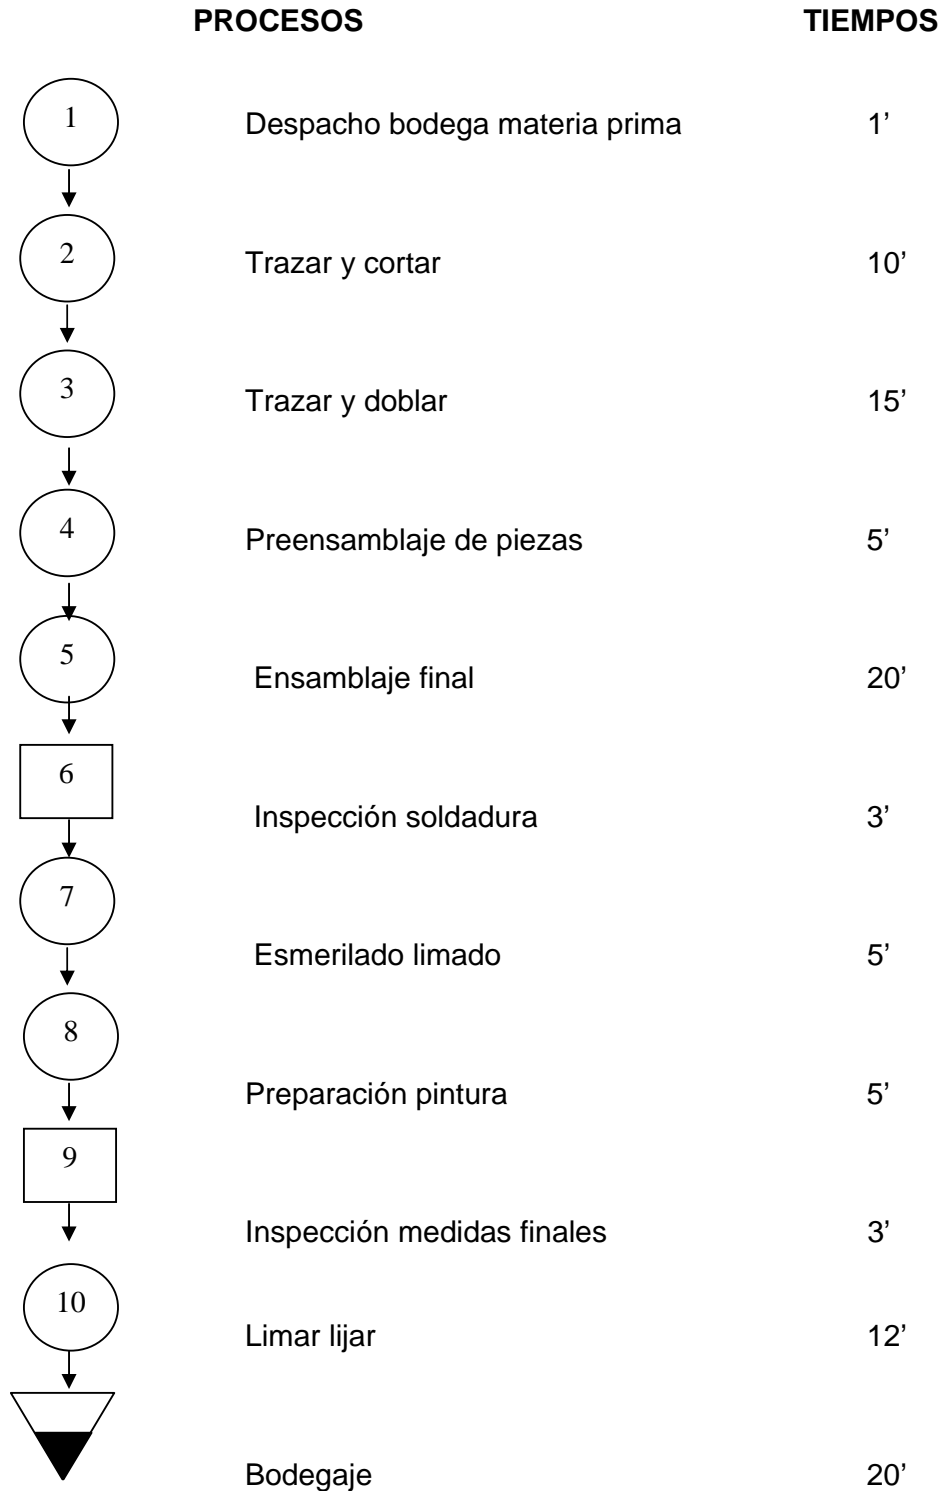 PROCESOS TIEMPOS
1 Despacho bodega materia prima 1’
2 Trazar y cortar 10’
3 Trazar y doblar 15’
4 Preensamblaje de piezas 5’
5 Ensamblaje final 20’
6 Inspección soldadura 3’
7 Esmerilado limado 5’
8 Preparación pintura 5’
9 Inspección medidas finales 3’
10 Limar lijar 12’
Bodegaje 20’